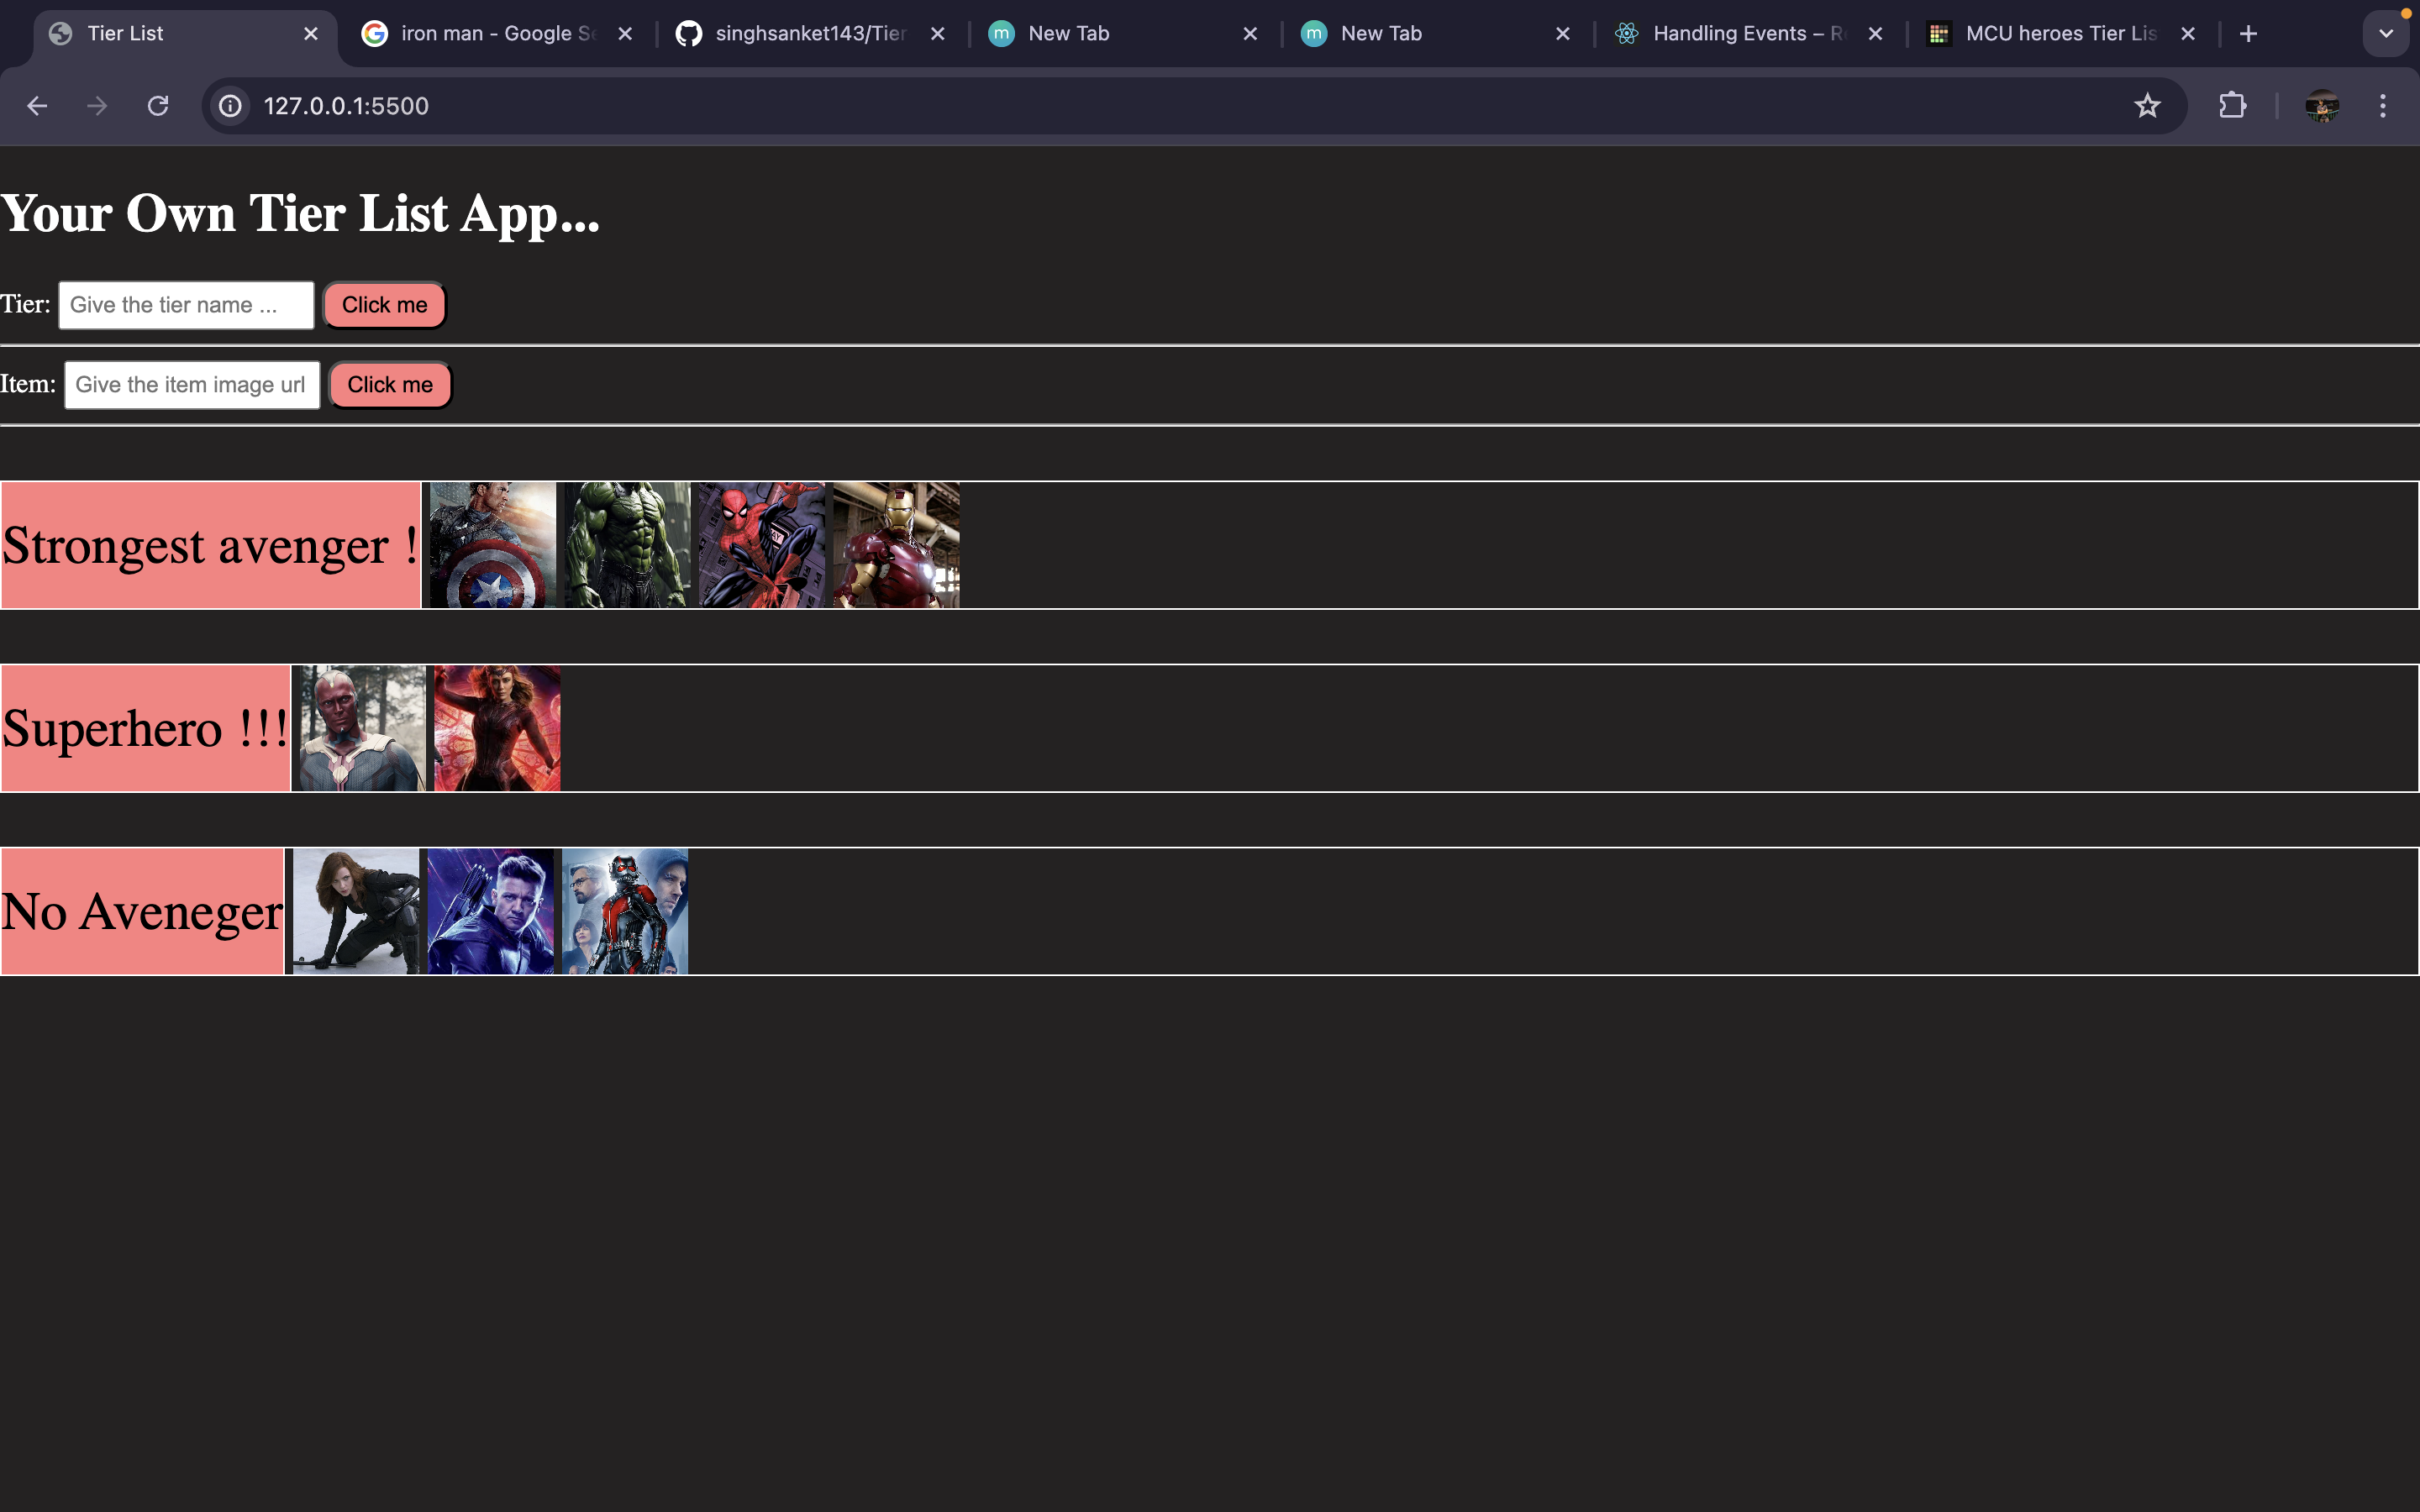 Tier List
iron man - Google Se
singhsanket143/Tier
New Tab
New Tab
Handling Events – R
MCU heroes Tier Lis
127.0.0.1:5500
Your Own Tier List App...
Tier: Give the tier name ... Click me
Item: Give the item image url Click me
Strongest avenger !
Superhero !!!
No Aveneger